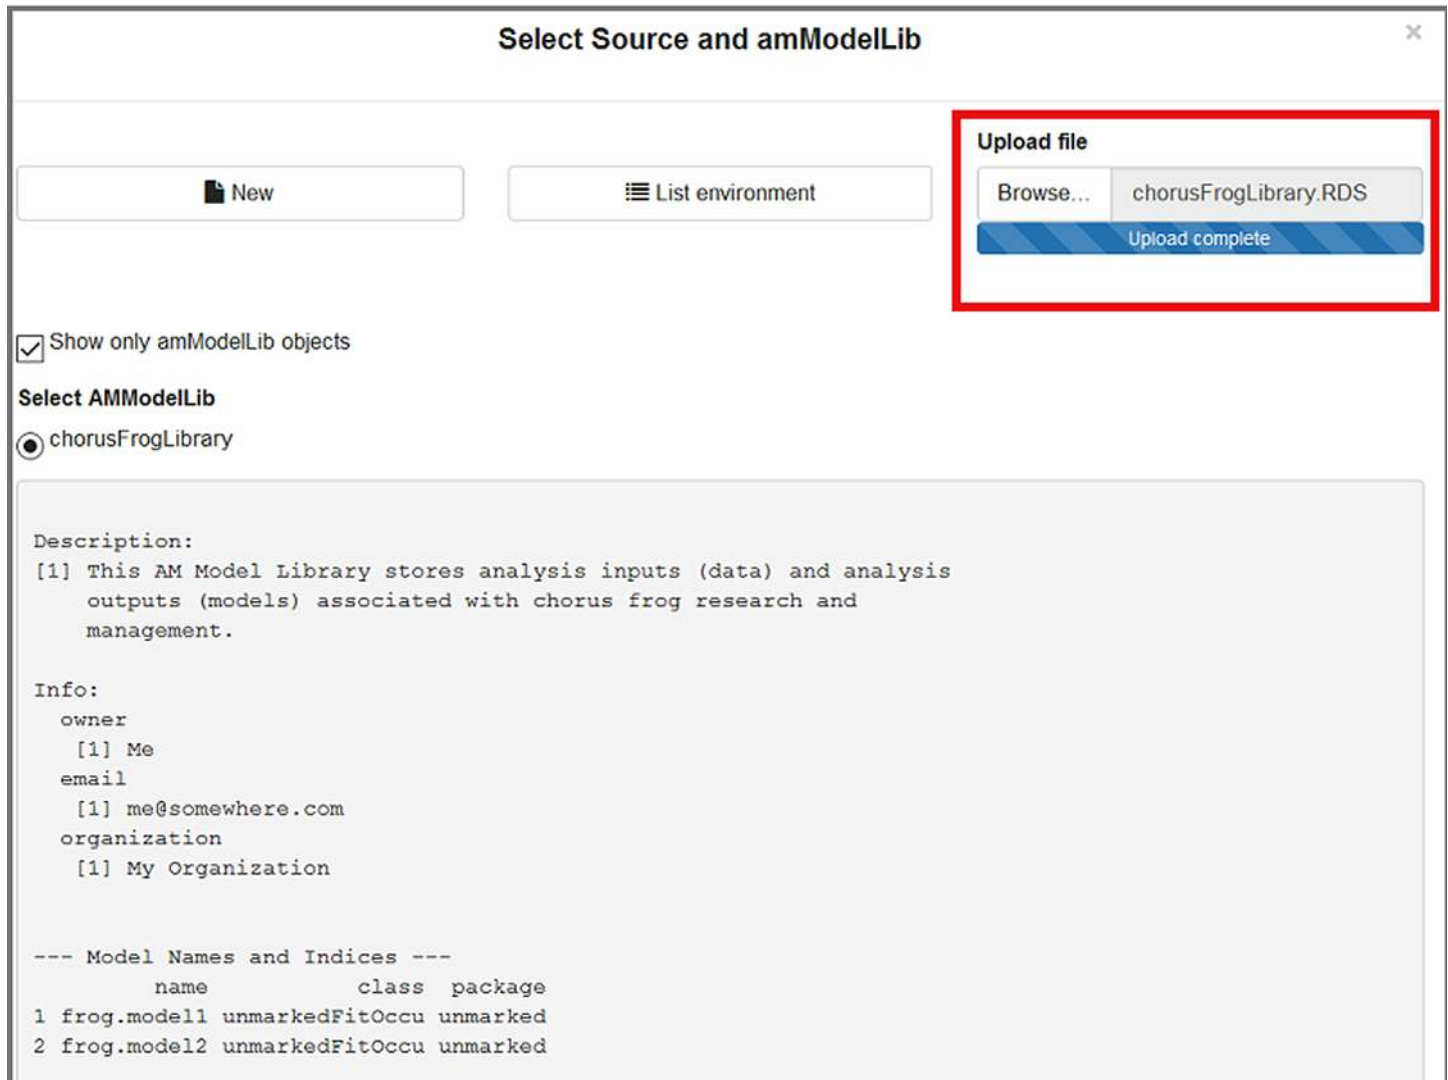 Select Source and amModelLib
×
Upload file
New
List environment
Browse...
chorusFrogLibrary.RDS
Upload complete
Show only amModelLib objects
Select AMModelLib
chorusFrogLibrary
Description:
[1] This AM Model Library stores analysis inputs (data) and analysis
outputs (models) associated with chorus frog research and
management.
Info:
owner
[1] Me
email
[1] me@somewhere.com
organization
[1] My Organization
--- Model Names and Indices ---
name class package
1 frog.model1 unmarkedFitOccu unmarked
2 frog.model2 unmarkedFitOccu unmarked